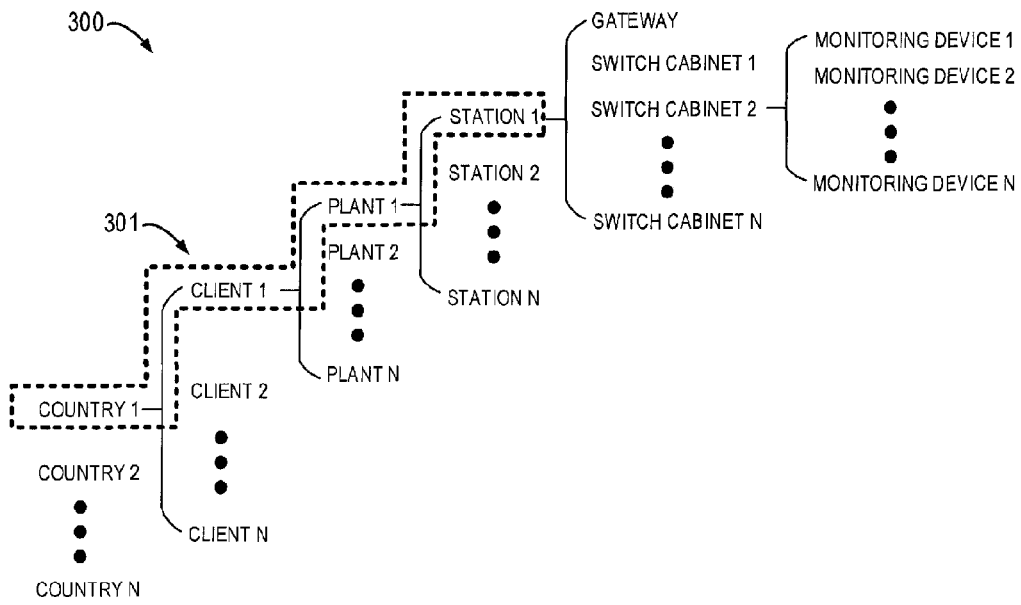 300
GATEWAY
SWITCH CABINET 1
SWITCH CABINET 2
SWITCH CABINET N
MONITORING DEVICE 1
MONITORING DEVICE 2
MONITORING DEVICE N
STATION 1
STATION 2
STATION N
301
PLANT 1
PLANT 2
PLANT N
CLIENT 1
CLIENT 2
CLIENT N
COUNTRY 1
COUNTRY 2
COUNTRY N